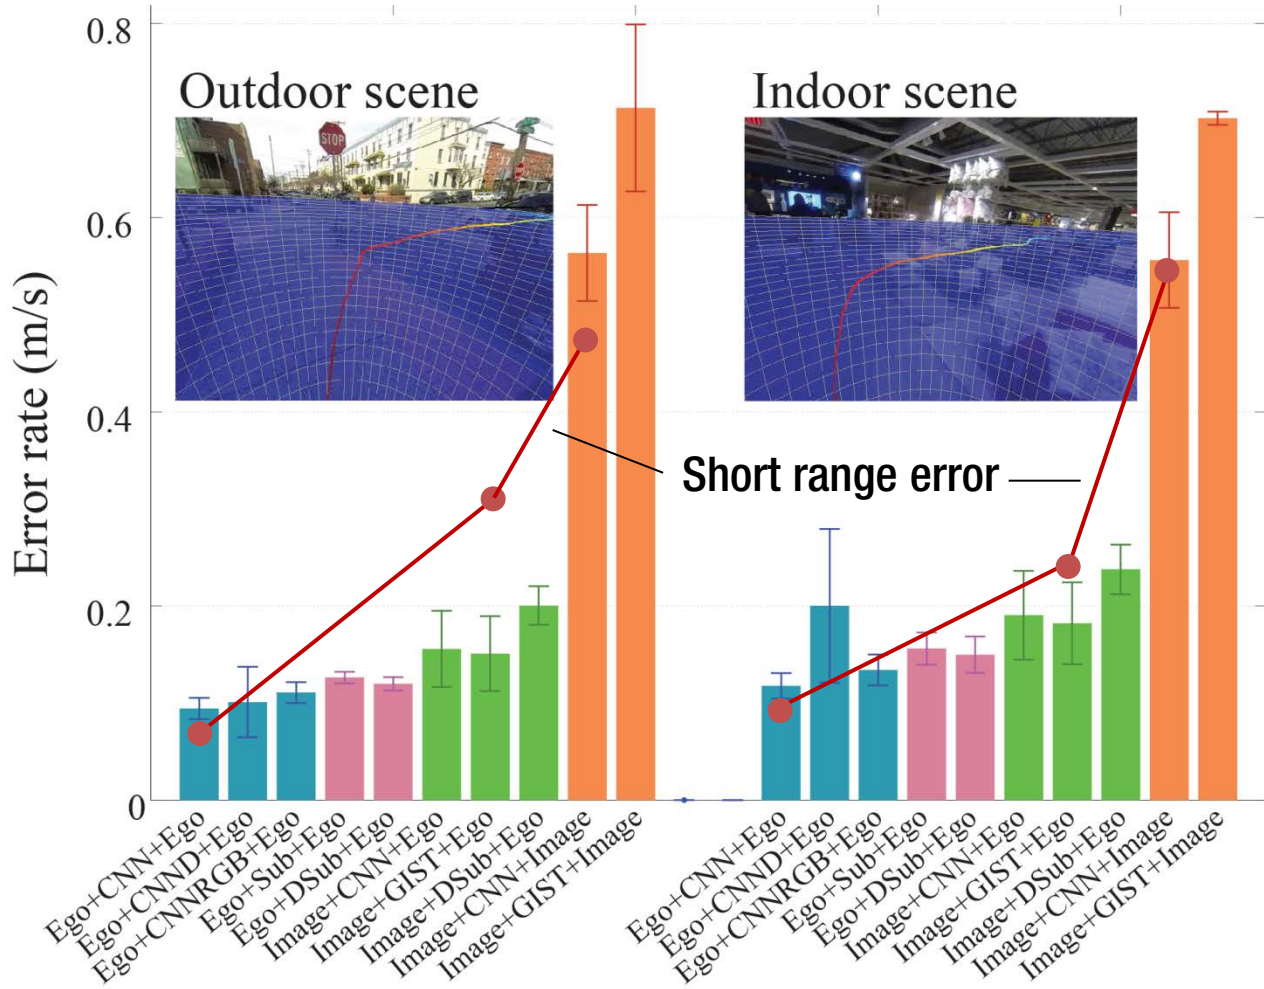 0.8
0.6
0.4
0.2
0
Error rate (m/s)
Outdoor scene
STOP
Indoor scene
Short range error
Ego+CNN+Ego
Ego+CNND+Ego
Ego+CNNRGB+Ego
Ego+Sub+Ego
Ego+DSub+Ego
Image+CNN+Ego
Image+GIST+Ego
Image+DSub+Ego
Image+CNN+Image
Image+GIST+Image
Ego+CNN+Ego
Ego+CNND+Ego
Ego+CNNRGB+Ego
Ego+Sub+Ego
Ego+DSub+Ego
Image+CNN+Ego
Image+GIST+Ego
Image+DSub+Ego
Image+CNN+Image
Image+GIST+Image